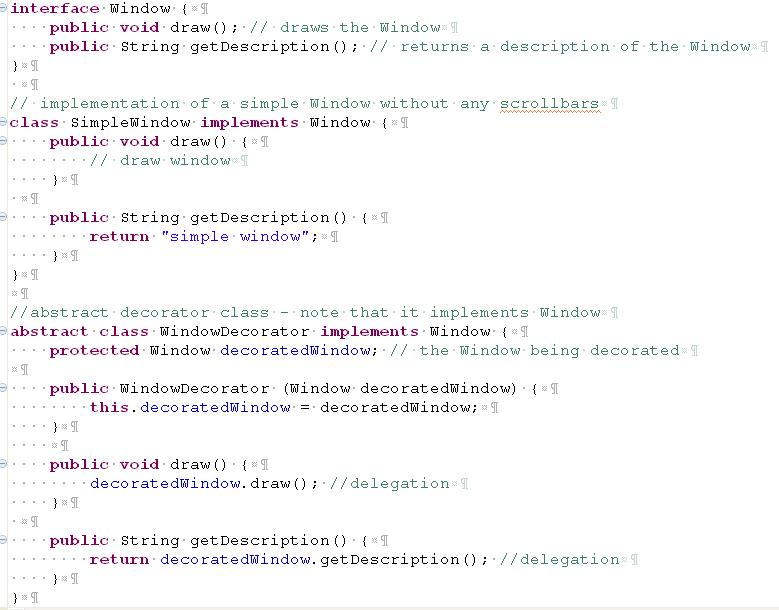 interface Window {
    public void draw(); // draws the Window
    public String getDescription(); // returns a description of the Window
}

// implementation of a simple Window without any scrollbars
class SimpleWindow implements Window {
    public void draw() {
        // draw window
    }

    public String getDescription() {
        return "simple window";
    }
}

//abstract decorator class - note that it implements Window
abstract class WindowDecorator implements Window {
    protected Window decoratedWindow; // the Window being decorated

    public WindowDecorator (Window decoratedWindow) {
        this.decoratedWindow = decoratedWindow;
    }

    public void draw() {
        decoratedWindow.draw(); //delegation
    }

    public String getDescription() {
        return decoratedWindow.getDescription(); //delegation
    }
}